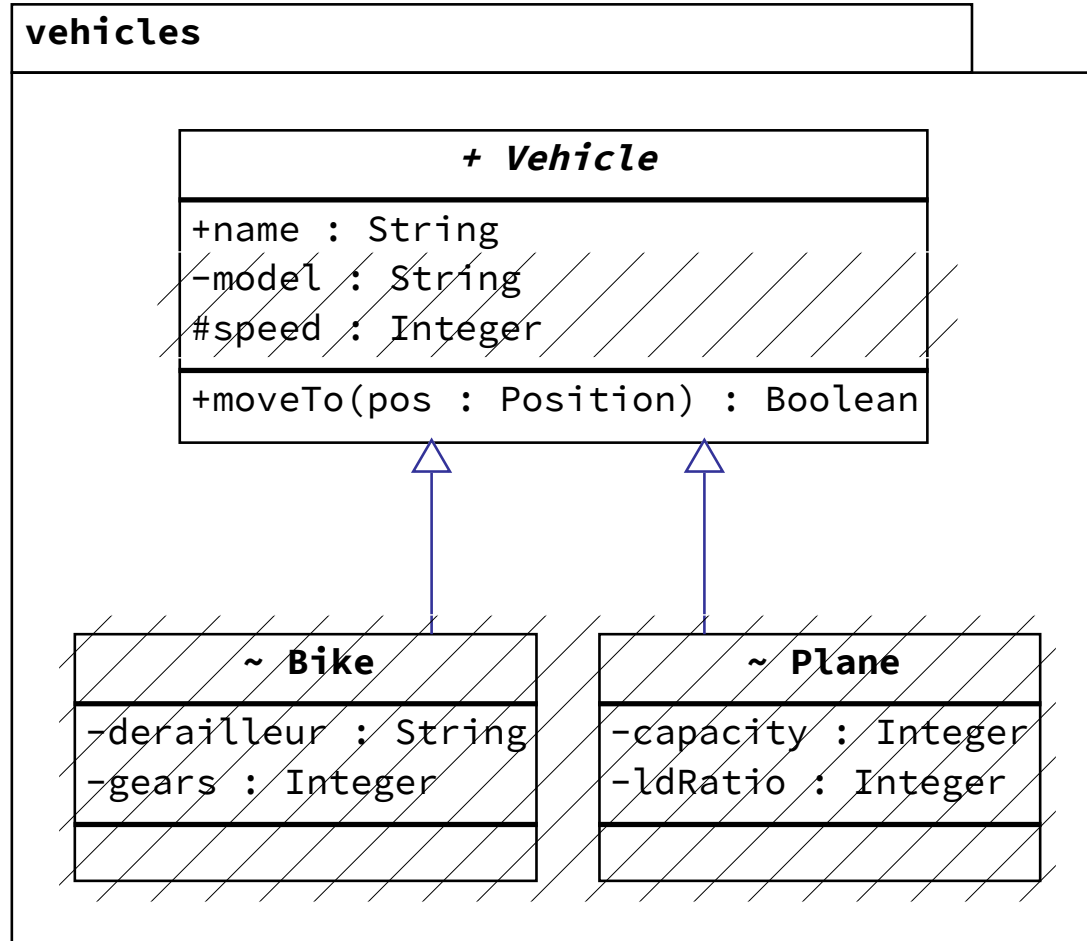 vehicles
+ Vehicle
+name : String
-model : String
#speed : Integer
+moveTo(pos : Position) : Boolean
~ Bike
-derailleur : String
-gears : Integer
~ Plane
-capacity : Integer
-ldRatio : Integer